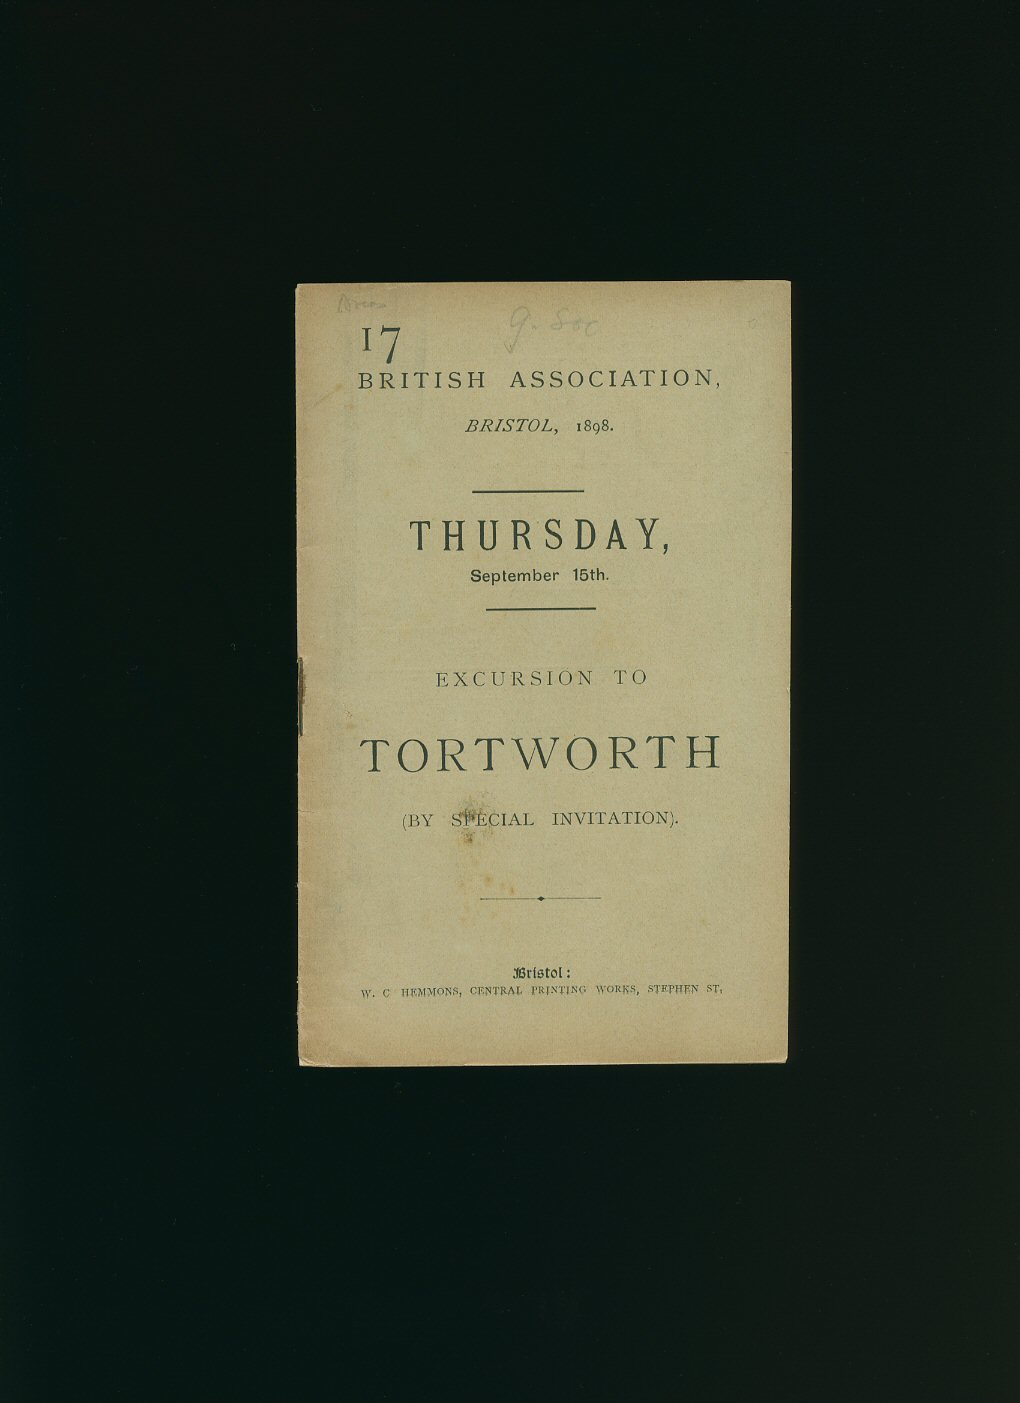 17
BRITISH ASSOCIATION,
BRISTOL, 1898.
THURSDAY,
September 15th.
EXCURSION TO
TORTWORTH
(BY SPECIAL INVITATION).
Bristol:
W. C HEMMONS, CENTRAL PRINTING WORKS, STEPHEN ST,